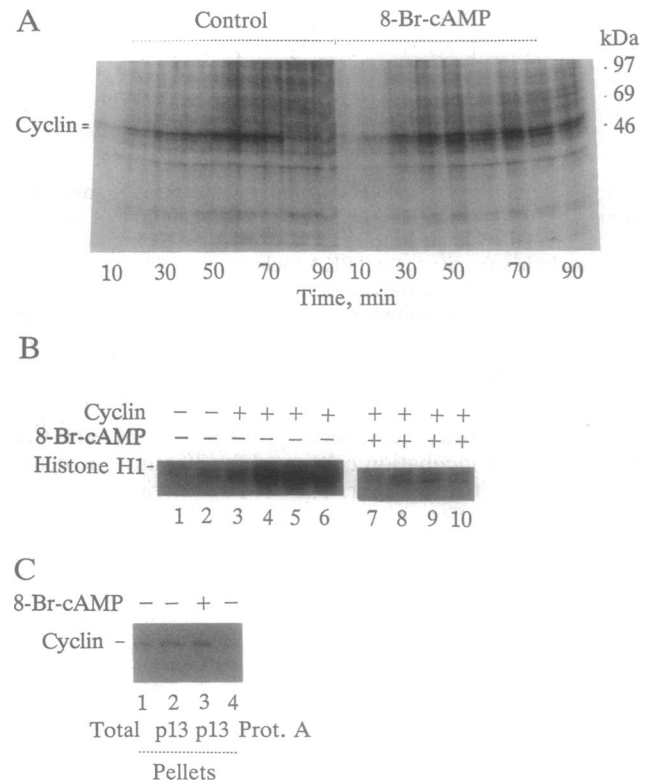 A
Control 8-Br-cAMP
kDa
97
69
Cyclin = 46
10 30 50 70 90 10 30 50 70 90
Time, min
B
Cyclin − − + + + + + + + +
8-Br-cAMP − − − − − − + + + +
Histone H1-
1 2 3 4 5 6 7 8 9 10
C
8-Br-cAMP − − + −
Cyclin −
1 2 3 4
Total p13 p13 Prot. A
Pellets